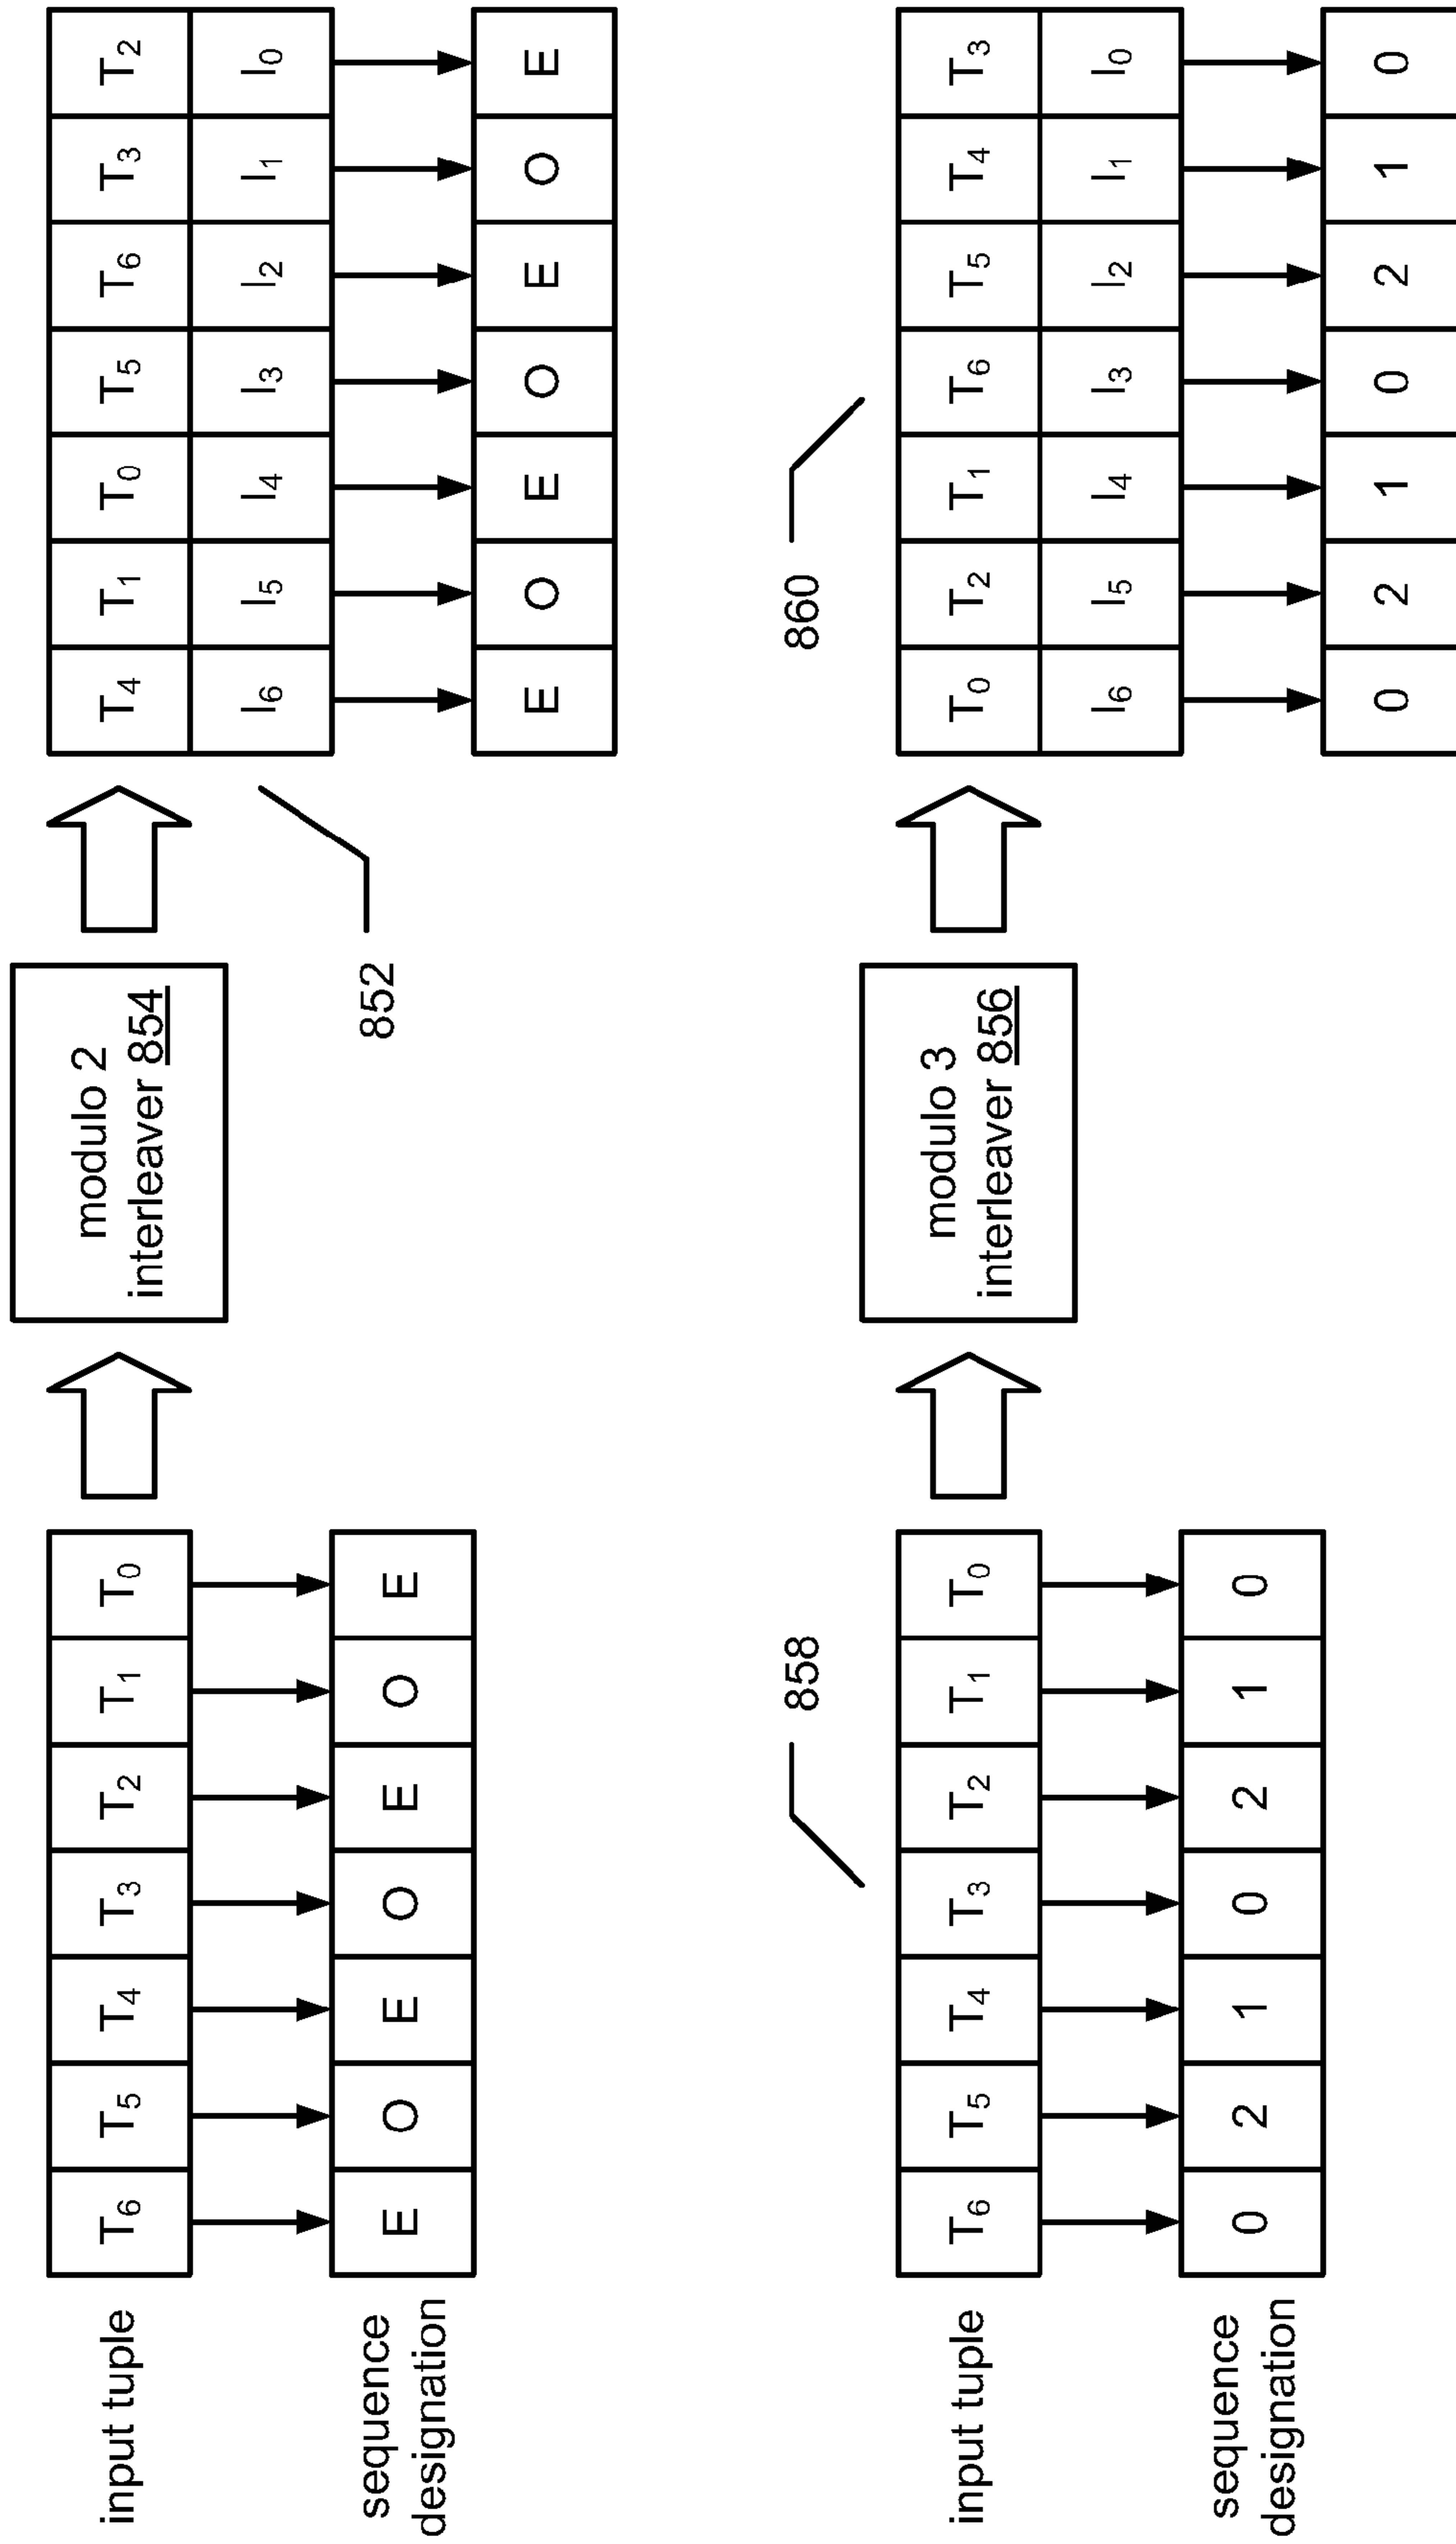 input tuple
T6 T5 T4 T3 T2 T1 T0
sequence
designation
E O E O E O E
modulo 2
interleaver 854
852
T4 T1 T0 T5 T6 T3 T2
I6 I5 I4 I3 I2 I1 I0
E O E O E O E
input tuple
T6 T5 T4 T3 T2 T1 T0
sequence
designation
0 2 1 0 2 1 0
858
modulo 3
interleaver 856
860
T0 T2 T1 T6 T5 T4 T3
I6 I5 I4 I3 I2 I1 I0
0 2 1 0 2 1 0